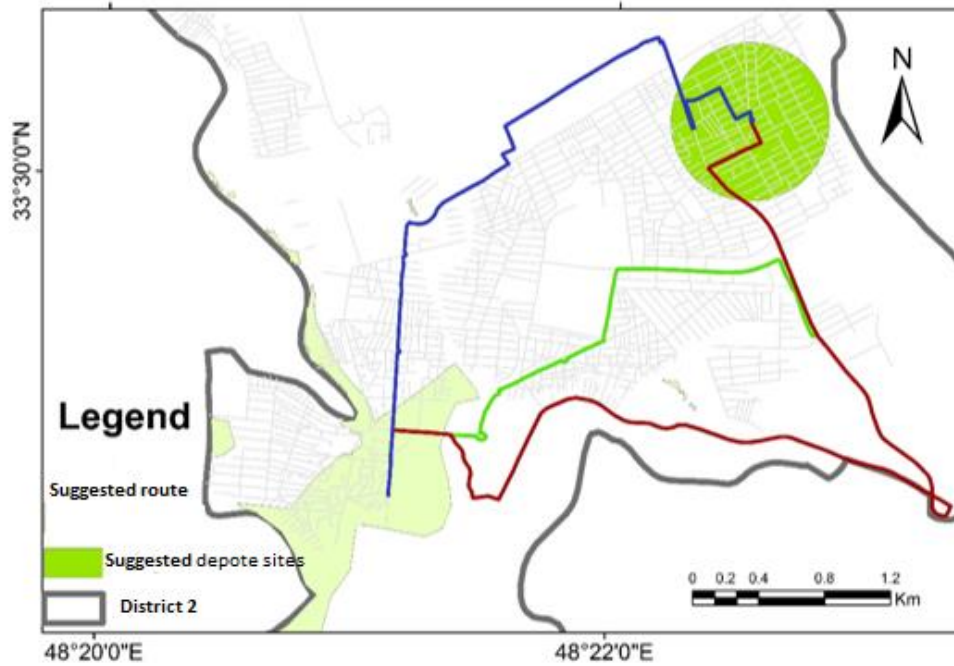 N
33°30'0"N
Legend
Suggested route
Suggested depote sites
District 2
0 0.2 0.4 0.8 1.2
Km
48°20'0"E 48°22'0"E